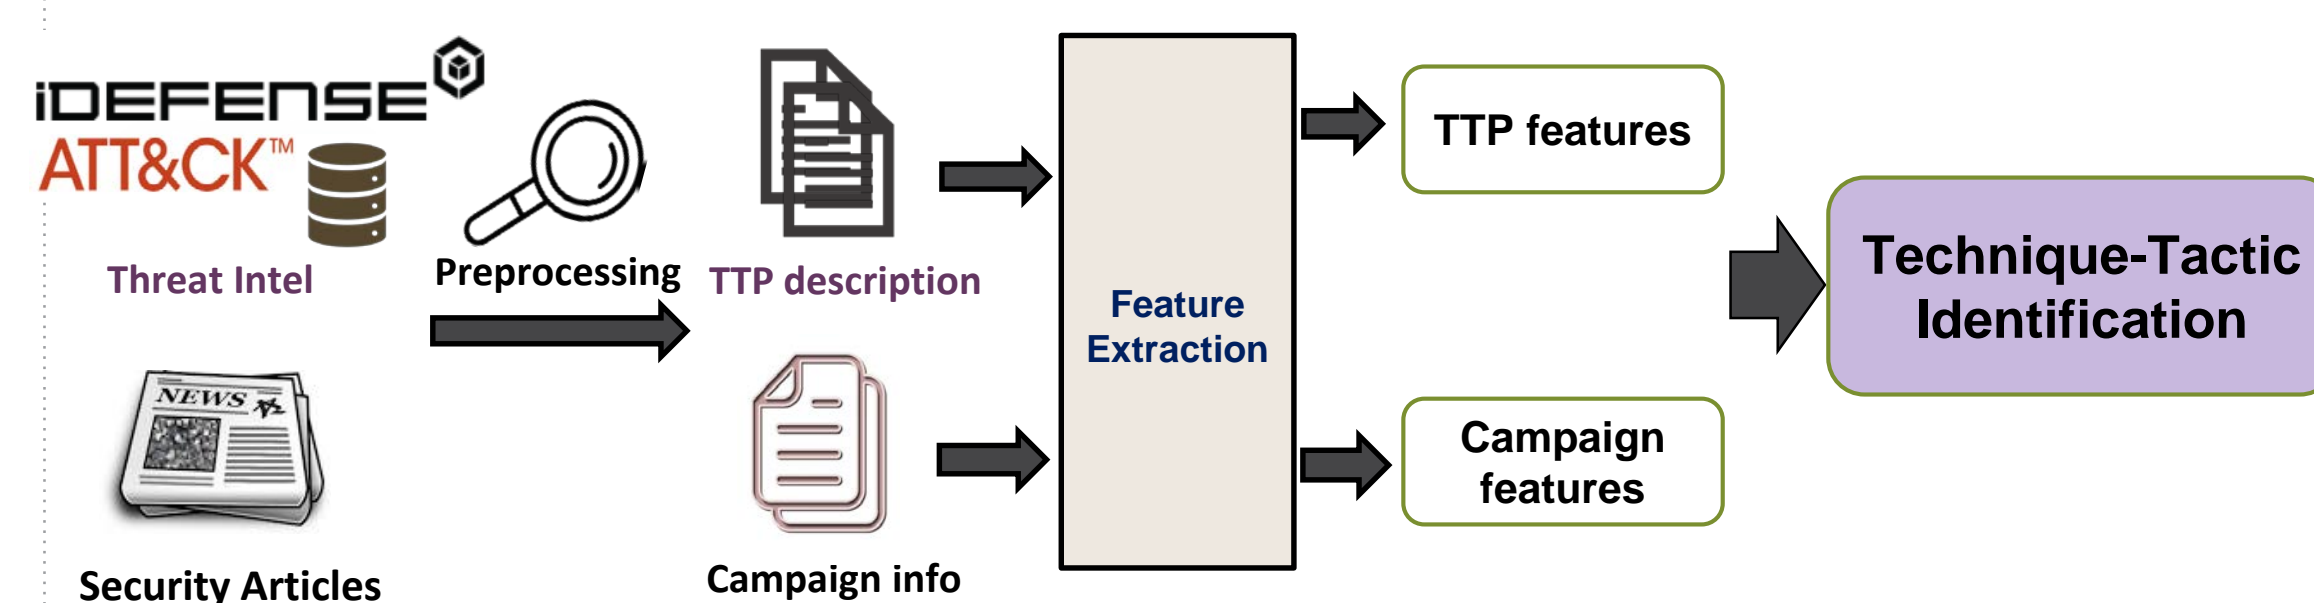 iDEFENSE
ATT&CK™
Threat Intel
NEWS
Security Articles
Preprocessing
TTP description
Campaign info
Feature
Extraction
TTP features
Campaign
features
Technique-Tactic
Identification